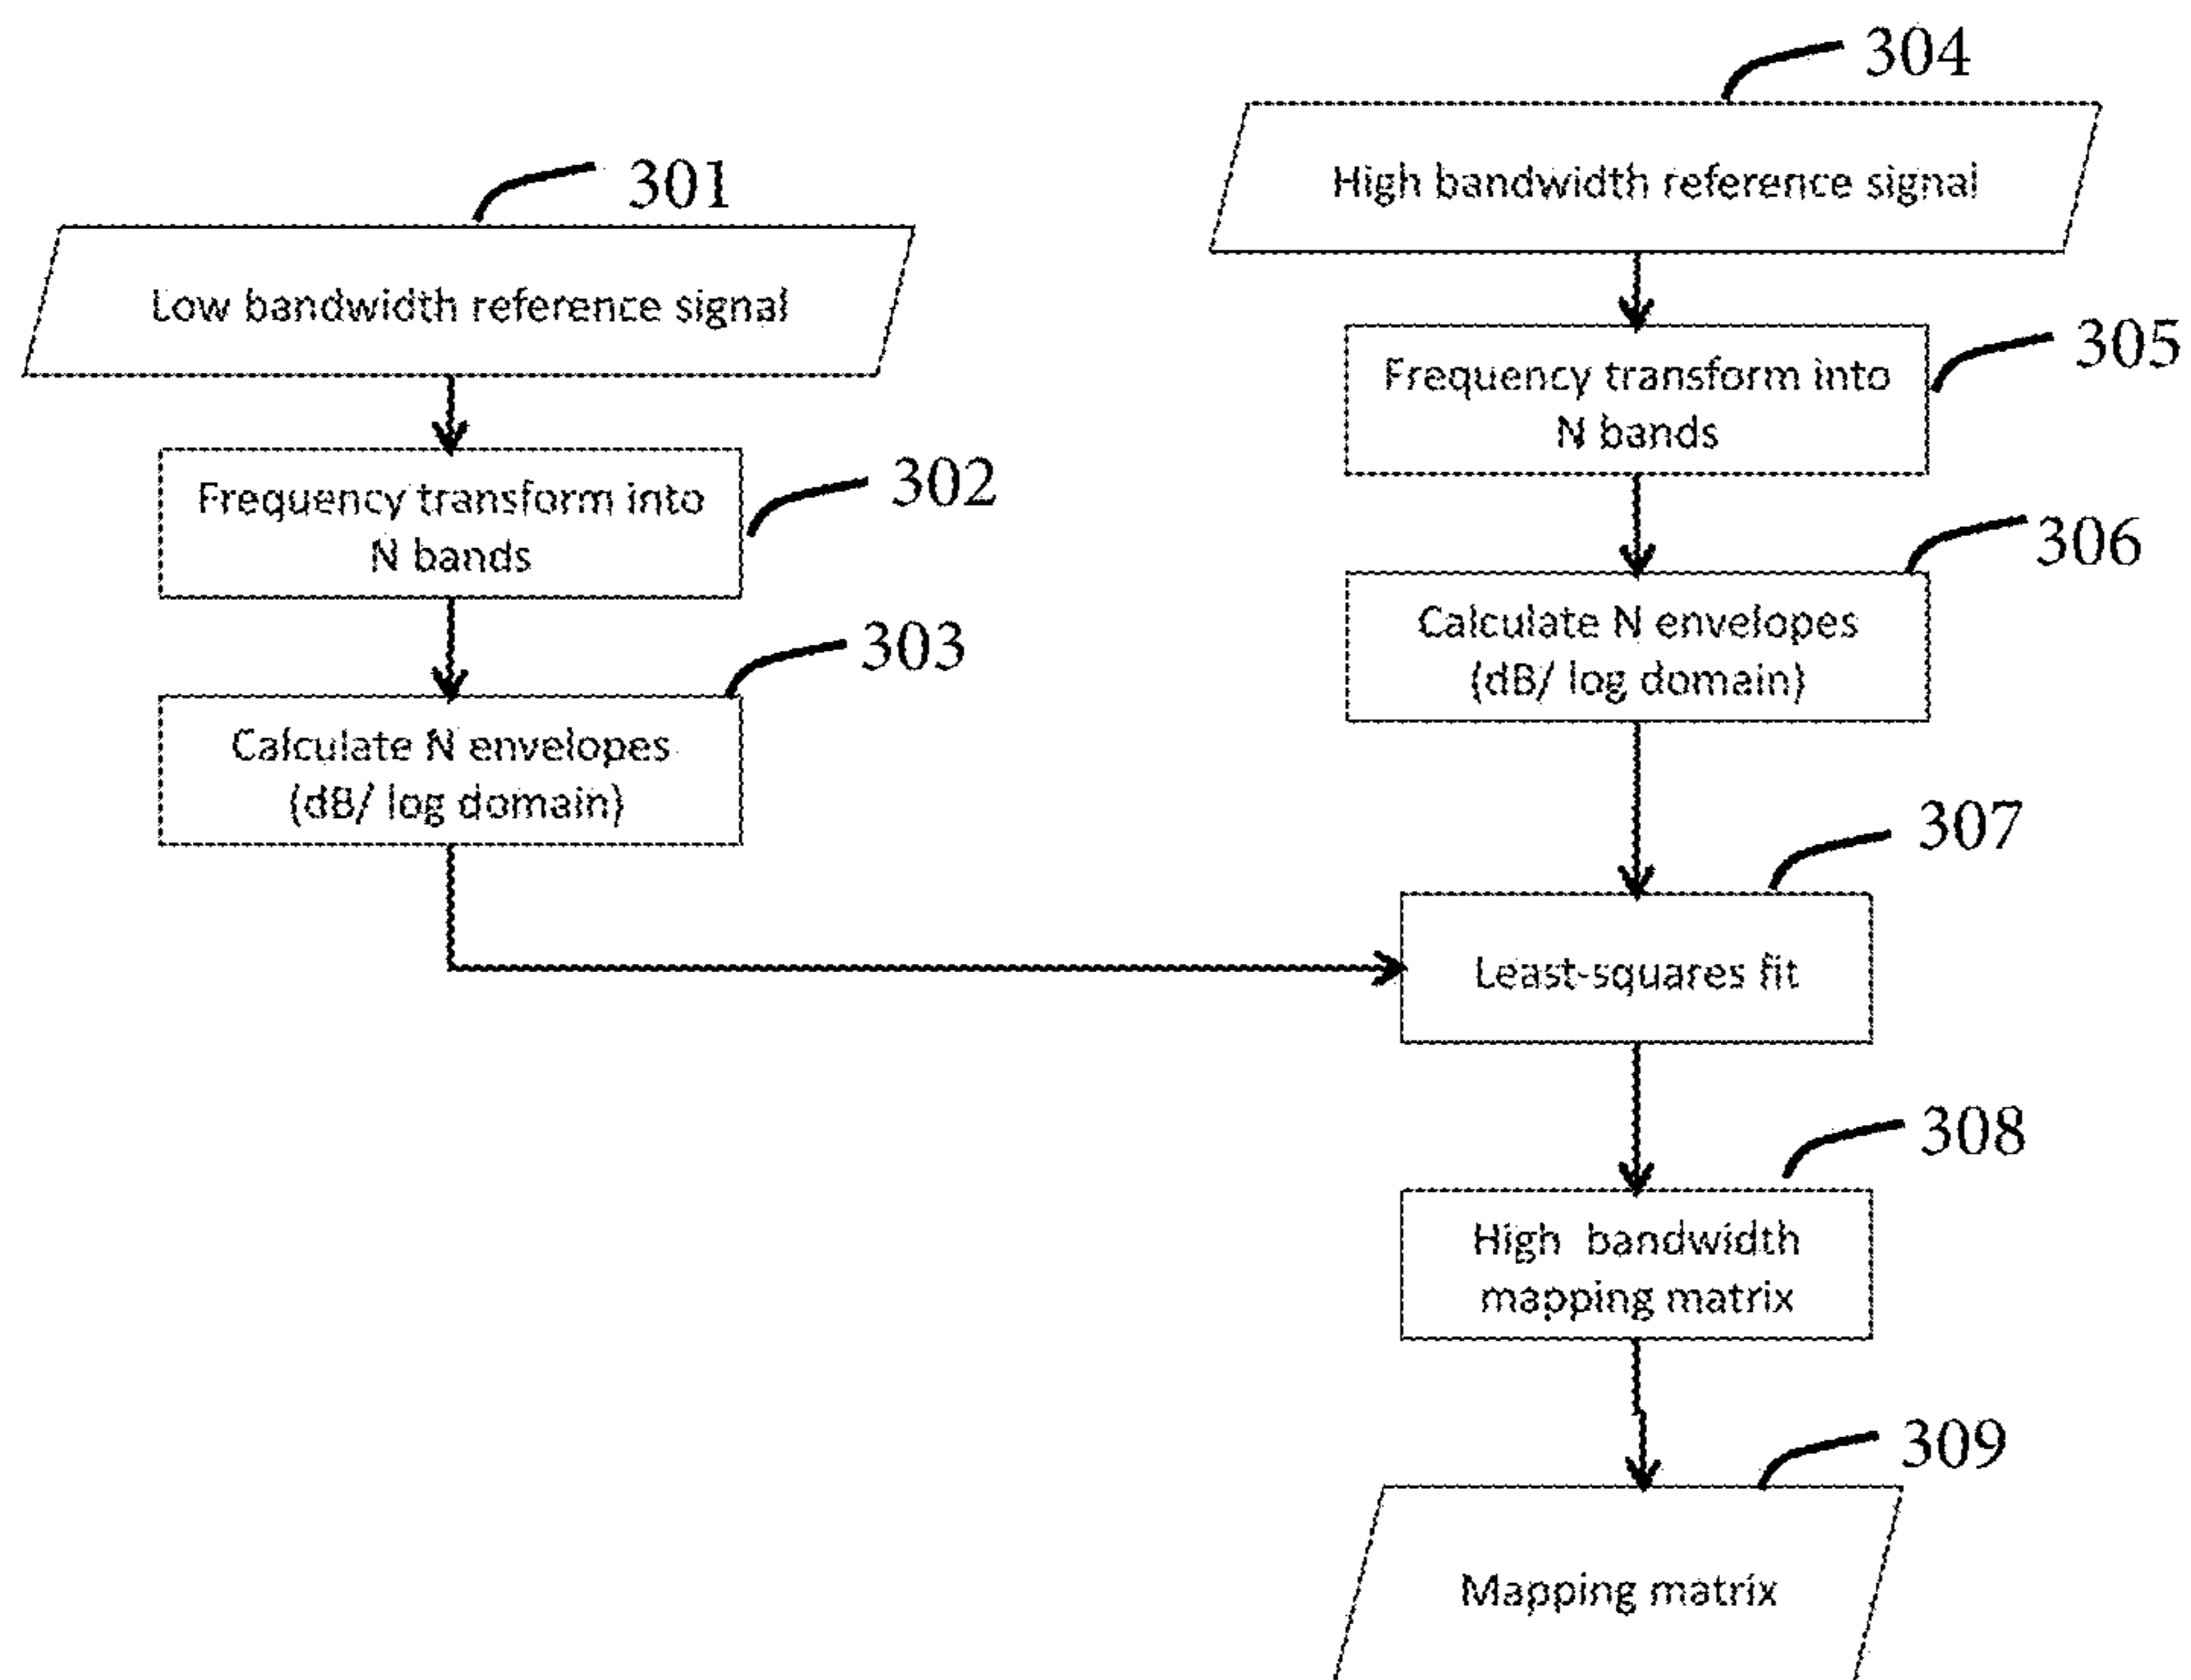 301
Low bandwidth reference signal
302
Frequency transform into
N bands
303
Calculate N envelopes
(dB/ log domain)
304
High bandwidth reference signal
305
Frequency transform into
N bands
306
Calculate N envelopes
(dB/ log domain)
307
Least-squares fit
308
High bandwidth
mapping matrix
309
Mapping matrix